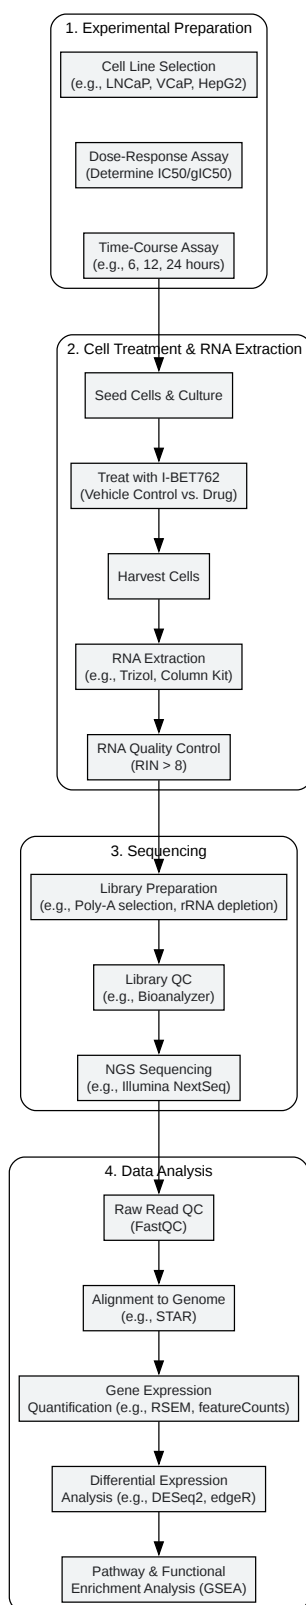 1. Experimental Preparation
Cell Line Selection
(e.g., LNCaP, VCaP, HepG2)
Dose-Response Assay
(Determine IC50/gIC50)
Time-Course Assay
(e.g., 6, 12, 24 hours)
2. Cell Treatment & RNA Extraction
Seed Cells & Culture
Treat with I-BET762
(Vehicle Control vs. Drug)
Harvest Cells
RNA Extraction
(e.g., Trizol, Column Kit)
RNA Quality Control
(RIN > 8)
3. Sequencing
Library Preparation
(e.g., Poly-A selection, rRNA depletion)
Library QC
(e.g., Bioanalyzer)
NGS Sequencing
(e.g., Illumina NextSeq)
4. Data Analysis
Raw Read QC
(FastQC)
Alignment to Genome
(e.g., STAR)
Gene Expression
Quantification (e.g., RSEM, featureCounts)
Differential Expression
Analysis (e.g., DESeq2, edgeR)
Pathway & Functional
Enrichment Analysis (GSEA)